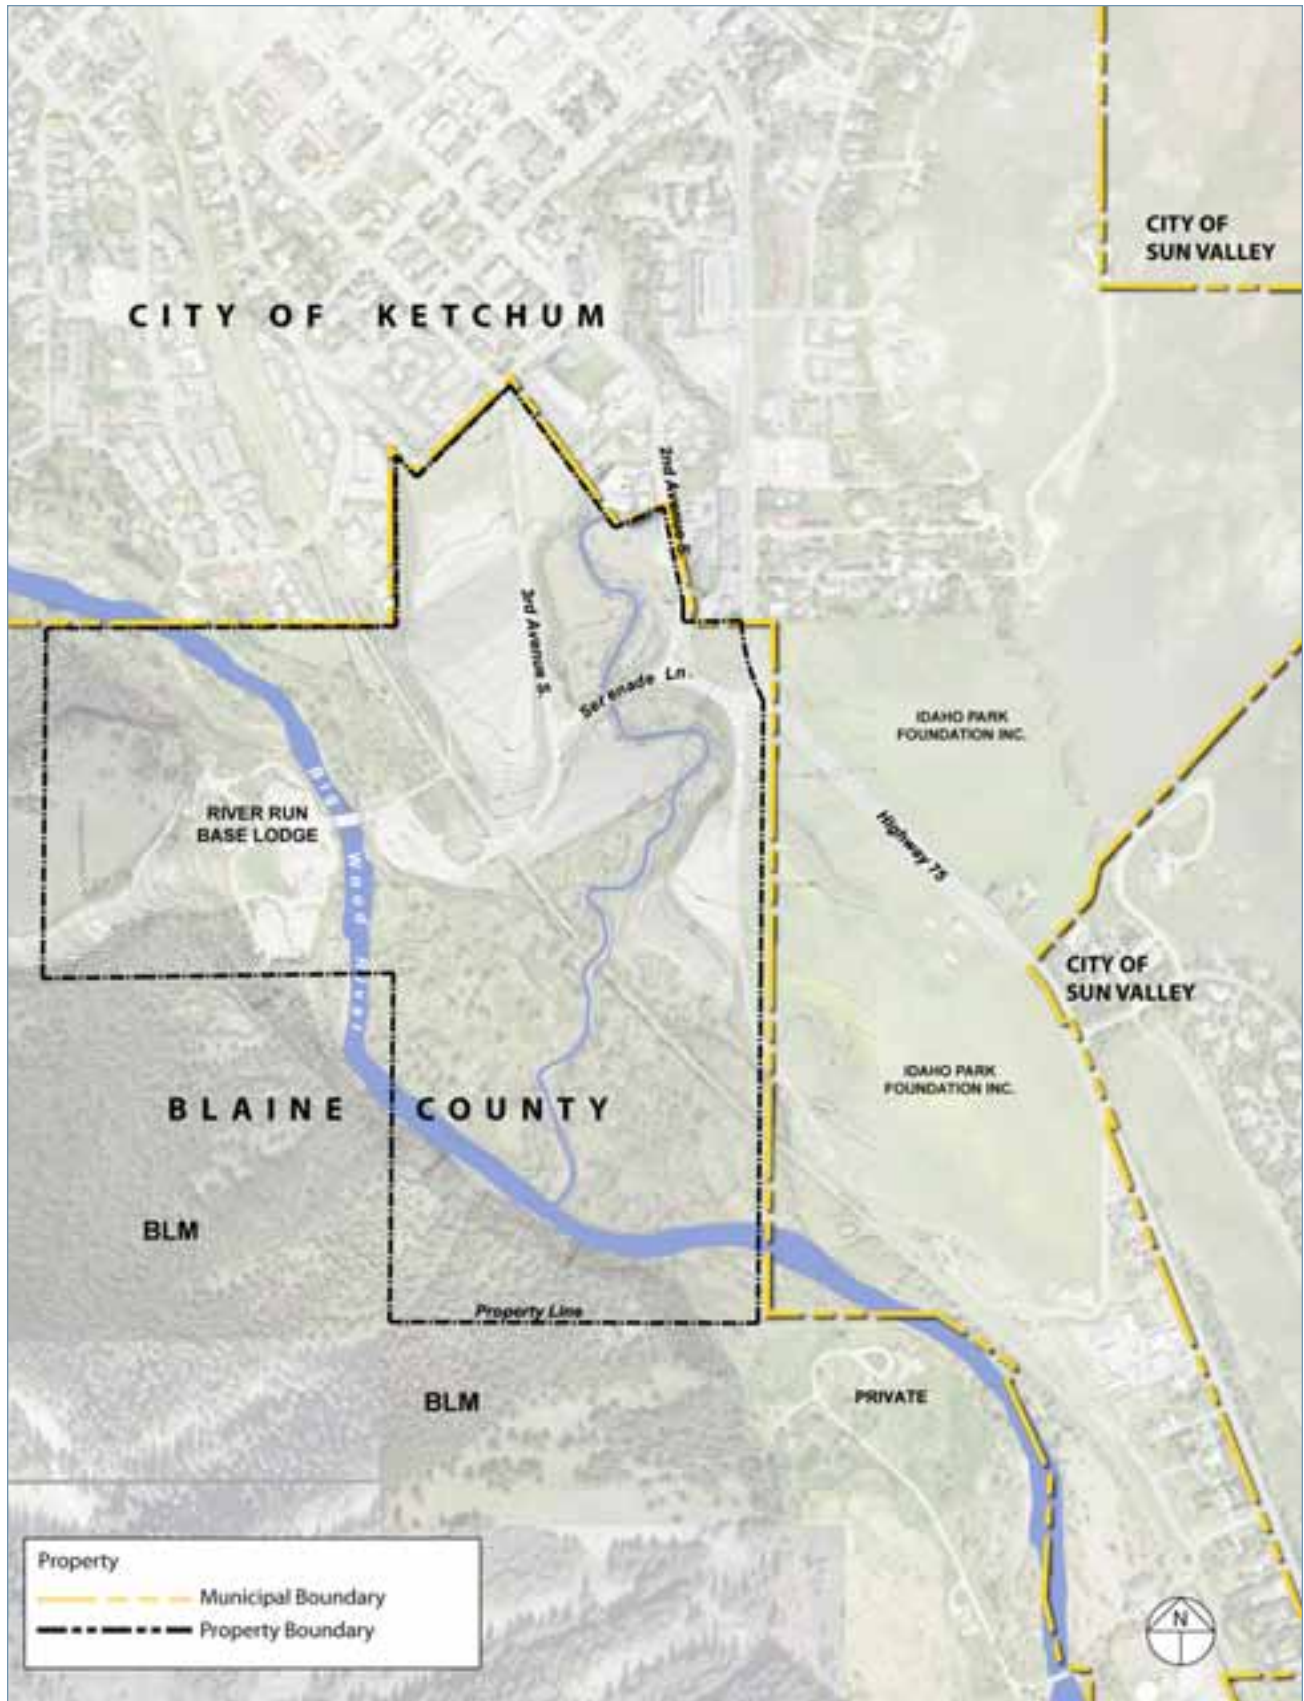 CITY OF
SUN VALLEY
CITY OF KETCHUM
2nd Avenue S.
3rd Avenue S.
Serenade Ln.
IDAHO PARK
FOUNDATION INC.
RIVER RUN
BASE LODGE
Big Wood River
Highway 75
CITY OF
SUN VALLEY
IDAHO PARK
FOUNDATION INC.
BLAINE COUNTY
BLM
Property Line
BLM
PRIVATE
Property
Municipal Boundary
Property Boundary
N